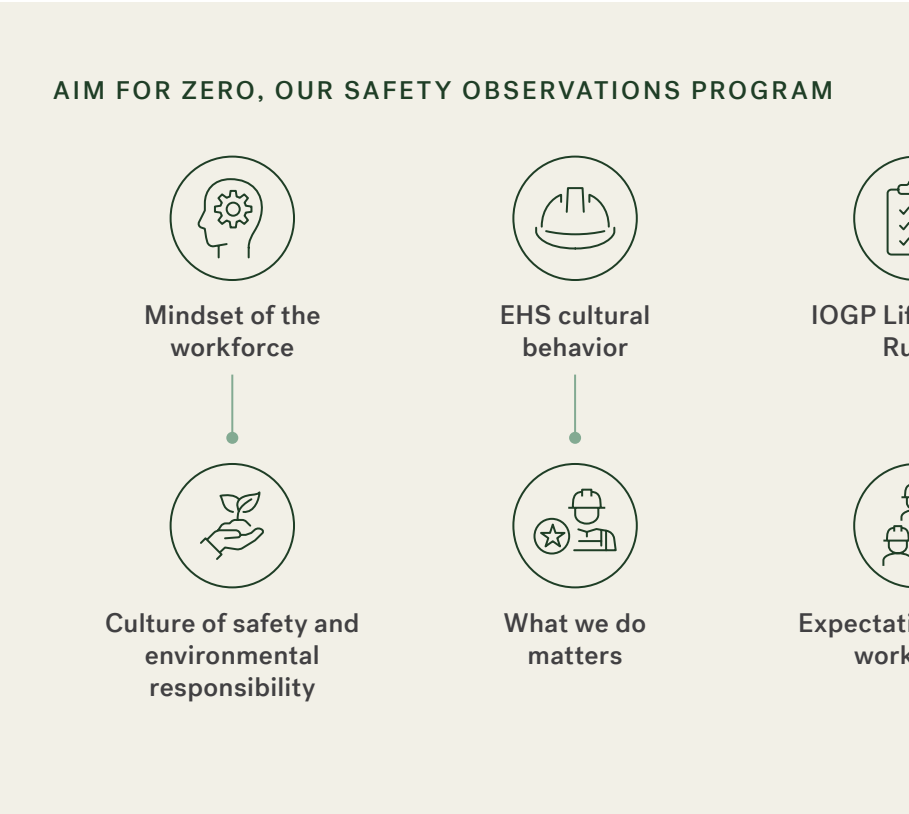 AIM FOR ZERO, OUR SAFETY OBSERVATIONS PROGRAM
Mindset of the
workforce
EHS cultural
behavior
IOGP
Culture of safety and
environmental
responsibility
What we do
matters